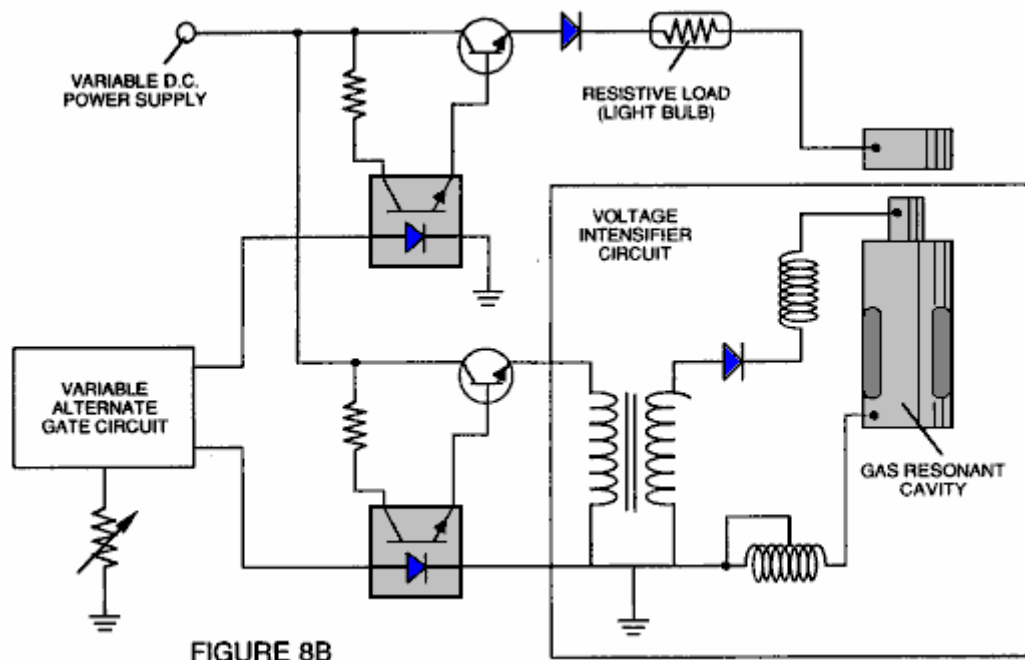 VARIABLE D.C.
POWER SUPPLY
RESISTIVE LOAD
(LIGHT BULB)
VOLTAGE
INTENSIFIER
CIRCUIT
VARIABLE
ALTERNATE
GATE CIRCUIT
GAS RESONANT
CAVITY
FIGURE 8B